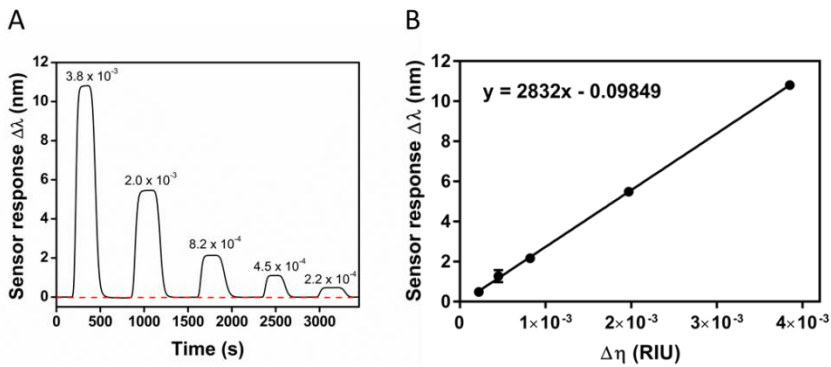 A
Sensor response Δλ (nm)
12
10
8
6
4
2
0
3.8 x 10⁻³
2.0 x 10⁻³
8.2 x 10⁻⁴
4.5 x 10⁻⁴
2.2 x 10⁻⁴
0 500 1000 1500 2000 2500 3000
Time (s)
B
Sensor response Δλ (nm)
12
10
8
6
4
2
0
y = 2832x - 0.09849
0 1×10⁻³ 2×10⁻³ 3×10⁻³ 4×10⁻³
Δη (RIU)